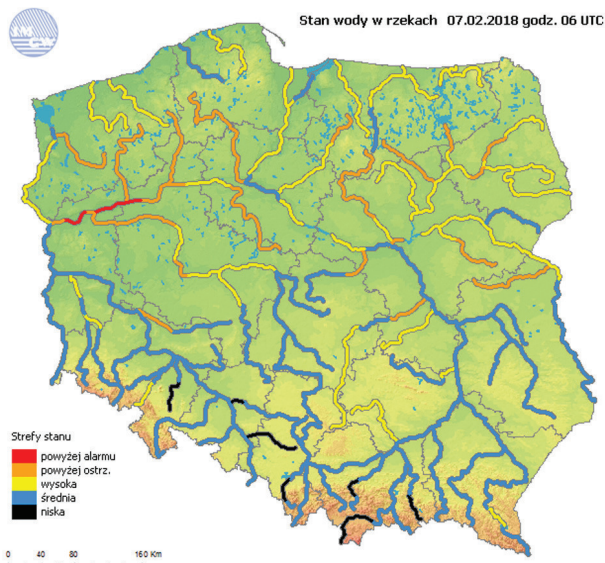 Stan wody w rzekach 07.02.2018 godz. 06 UTC
Strefy stanu
powyżej alarmu
powyżej ostrz.
wysoka
średnia
niska
0 40 80 160 Km